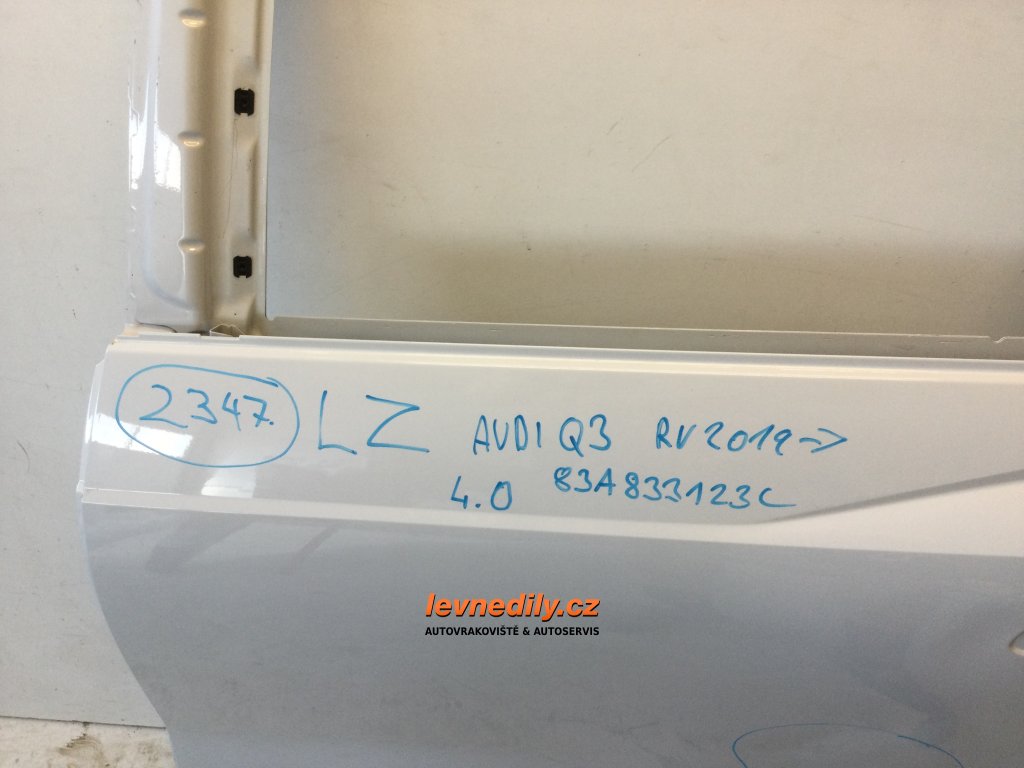 2347. LZ AUDI Q3 RV2019->
4.0 83A833123C
levnedily.cz
AUTOVRAKOVIŠTĚ & AUTOSERVIS